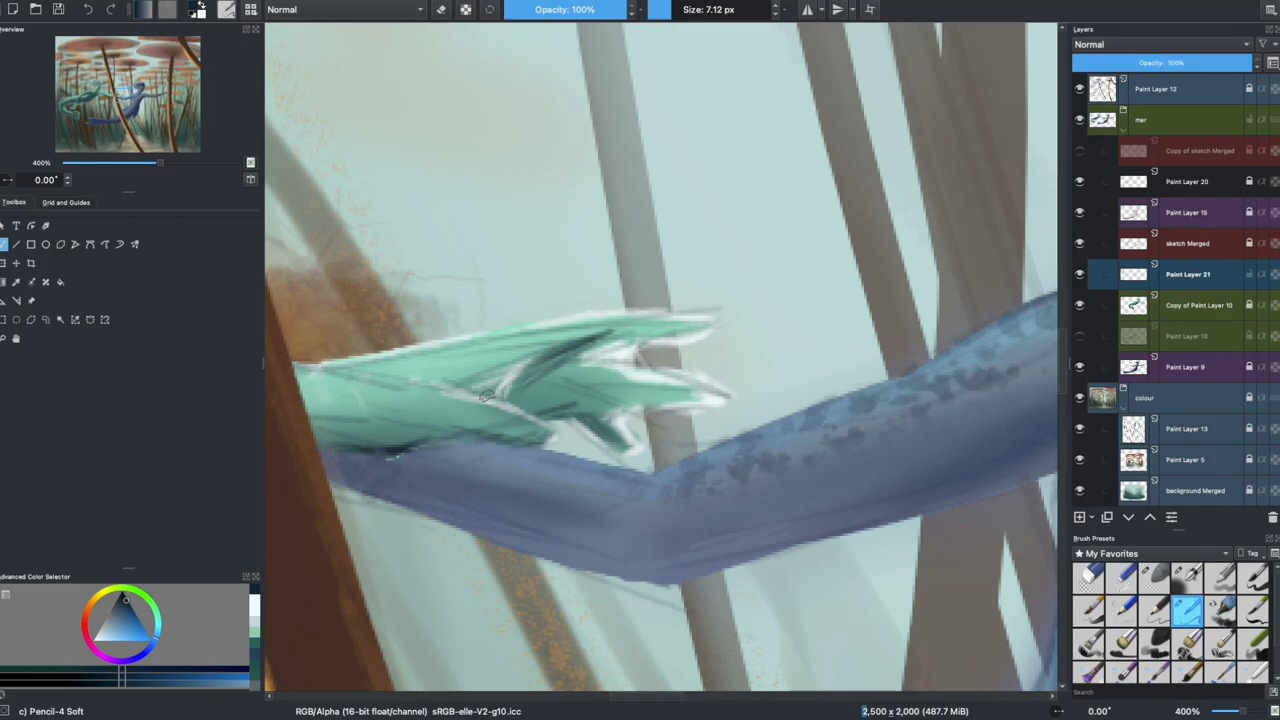 Normal
Opacity: 100%
Size: 7.12 px
Overview
400%
0.00°
Toolbox
Grid and Guides
Advanced Color Selector
c) Pencil-4 Soft
RGB/Alpha (16-bit float/channel) sRGB-elle-V2-g10.icc
2,500 x 2,000 (487.7 MiB)
0.00°
400%
Layers
Normal
Opacity: 100%
Paint Layer 12
mer
Copy of sketch Merged
Paint Layer 20
Paint Layer 16
sketch Merged
Paint Layer 21
Copy of Paint Layer 10
Paint Layer 10
Paint Layer 9
colour
Paint Layer 13
Paint Layer 5
background Merged
Brush Presets
★ My Favorites
Tag
Search